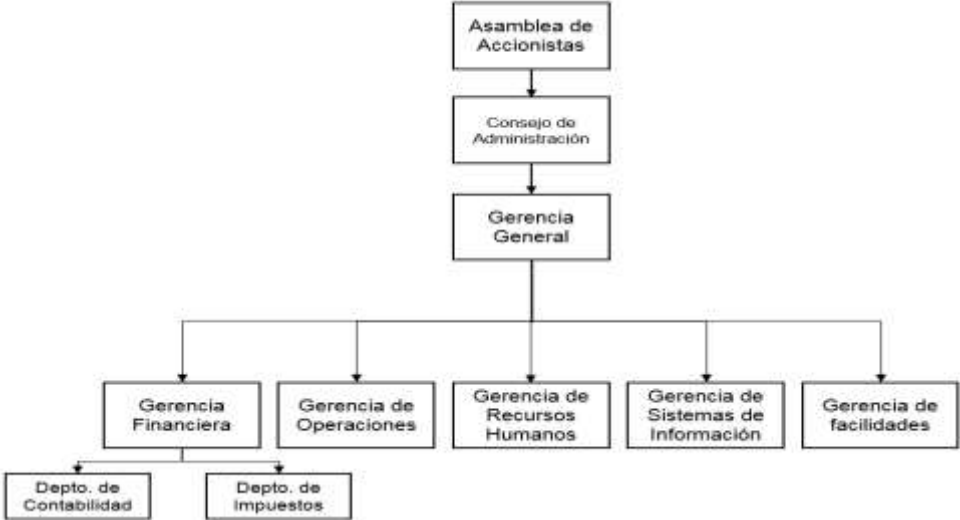 Asamblea de
Accionistas
Consejo de
Administración
Gerencia
General
Gerencia
Financiera
Gerencia de
Operaciones
Gerencia de
Recursos
Humanos
Gerencia de
Sistemas de
Información
Gerencia de
facilidades
Depto. de
Contabilidad
Depto. de
Impuestos